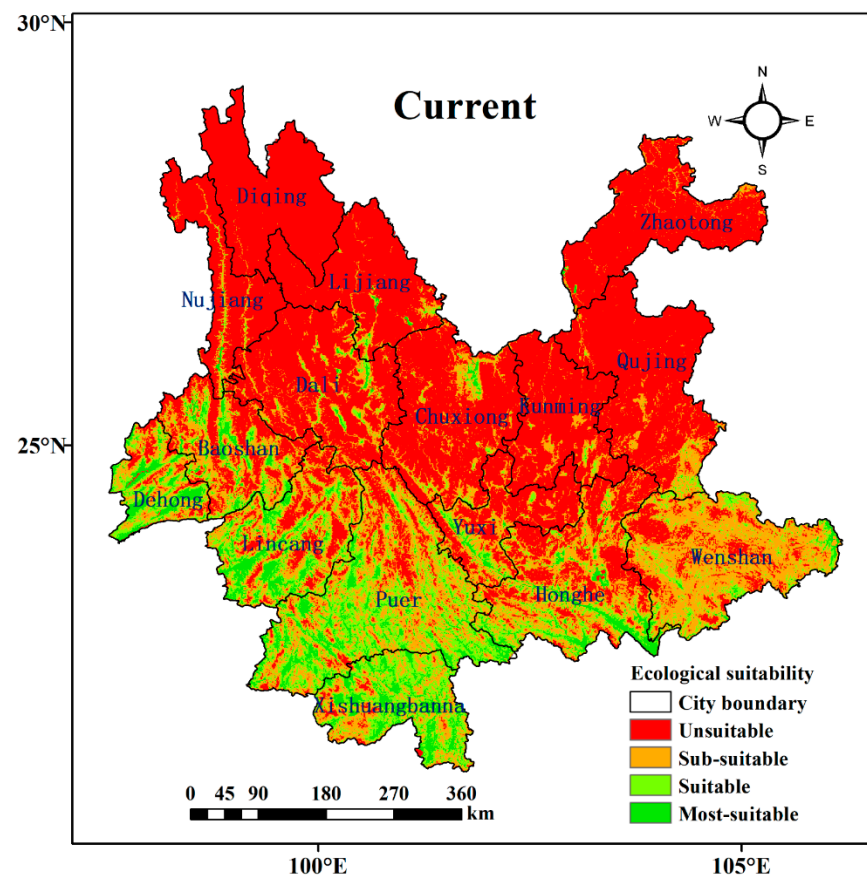 30°N
Current
N
W E
S
Diqing
Zhaotong
Lijiang
Nujiang
Qujing
Dali
Kunming
Chuxiong
25°N
Baoshan
Dehong
Yuxi
Lincang
Wenshan
Honghe
Puer
Ecological suitability
City boundary
Xishuangbanna
Unsuitable
Sub-suitable
Suitable
Most-suitable
0 45 90 180 270 360
km
100°E 105°E